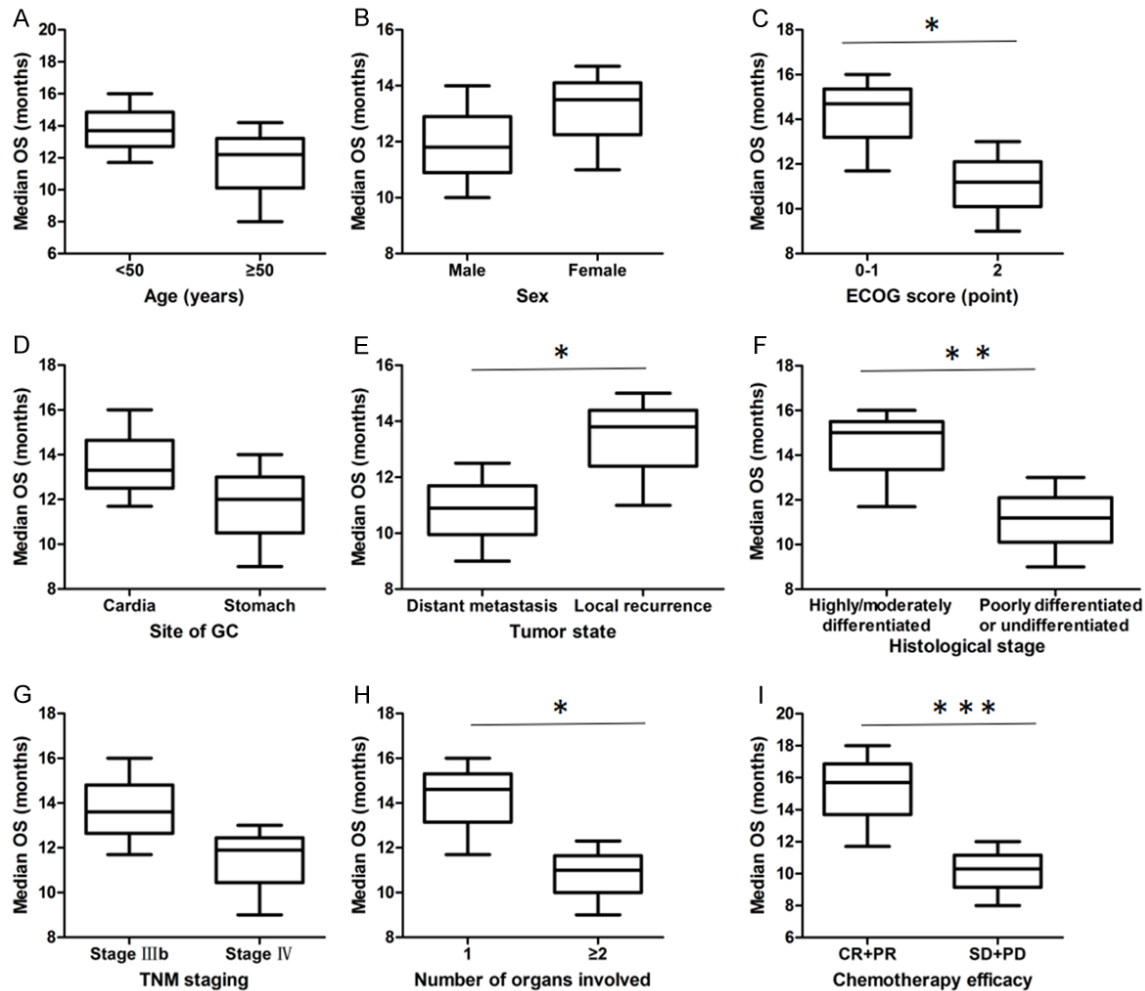 A
Median OS (months)
20
18
16
14
12
10
8
6
<50
≥50
Age (years)
B
Median OS (months)
16
14
12
10
8
Male
Female
Sex
C
Median OS (months)
18
16
14
12
10
8
*
0-1
2
ECOG score (point)
D
Median OS (months)
18
16
14
12
10
8
Cardia
Stomach
Site of GC
E
Median OS (months)
16
14
12
10
8
*
Distant metastasis
Local recurrence
Tumor state
F
Median OS (months)
18
16
14
12
10
8
* *
Highly/moderately
differentiated
Poorly differentiated
or undifferentiated
Histological stage
G
Median OS (months)
18
16
14
12
10
8
Stage Ⅲb
Stage Ⅳ
TNM staging
H
Median OS (months)
18
16
14
12
10
8
*
1
≥2
Number of organs involved
I
Median OS (months)
20
18
16
14
12
10
8
6
* * *
CR+PR
SD+PD
Chemotherapy efficacy